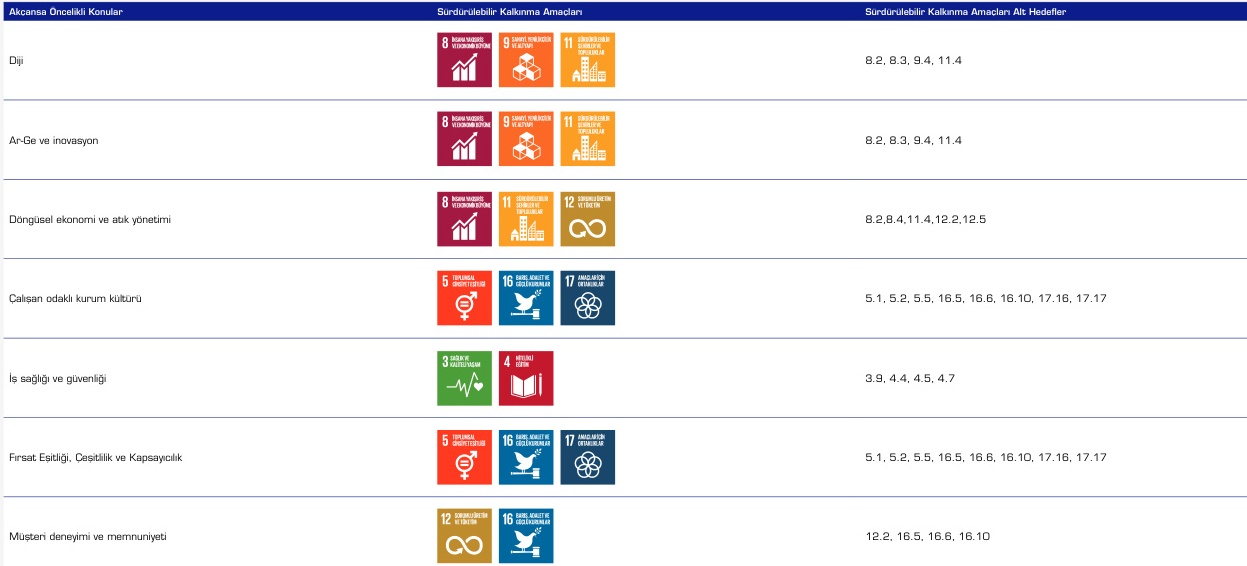 Akçansa Öncelikli Konular Sürdürülebilir Kalkınma Amaçları Sürdürülebilir Kalkınma Amaçları Alt Hedefler
8 İNSANA YAKIŞIR İŞ VE EKONOMİK BÜYÜME 9 SANAYİ, YENİLİKÇİLİK VE ALTYAPI 11 SÜRDÜRÜLEBİLİR ŞEHİRLER VE TOPLULUKLAR
Diji 8.2, 8.3, 9.4, 11.4
8 İNSANA YAKIŞIR İŞ VE EKONOMİK BÜYÜME 9 SANAYİ, YENİLİKÇİLİK VE ALTYAPI 11 SÜRDÜRÜLEBİLİR ŞEHİRLER VE TOPLULUKLAR
Ar-Ge ve inovasyon 8.2, 8.3, 9.4, 11.4
8 İNSANA YAKIŞIR İŞ VE EKONOMİK BÜYÜME 11 SÜRDÜRÜLEBİLİR ŞEHİRLER VE TOPLULUKLAR 12 SORUMLU ÜRETİM VE TÜKETİM
Döngüsel ekonomi ve atık yönetimi 8.2,8.4,11.4,12.2,12.5
5 TOPLUMSAL CİNSİYET EŞİTLİĞİ 16 BARIŞ, ADALET VE GÜÇLÜ KURUMLAR 17 AMAÇLAR İÇİN ORTAKLIKLAR
Çalışan odaklı kurum kültürü 5.1, 5.2, 5.5, 16.5, 16.6, 16.10, 17.16, 17.17
3 SAĞLIK VE KALİTELİ YAŞAM 4 NİTELİKLİ EĞİTİM
İş sağlığı ve güvenliği 3.9, 4.4, 4.5, 4.7
5 TOPLUMSAL CİNSİYET EŞİTLİĞİ 16 BARIŞ, ADALET VE GÜÇLÜ KURUMLAR 17 AMAÇLAR İÇİN ORTAKLIKLAR
Fırsat Eşitliği, Çeşitlilik ve Kapsayıcılık 5.1, 5.2, 5.5, 16.5, 16.6, 16.10, 17.16, 17.17
12 SORUMLU ÜRETİM VE TÜKETİM 16 BARIŞ, ADALET VE GÜÇLÜ KURUMLAR
Müşteri deneyimi ve memnuniyeti 12.2, 16.5, 16.6, 16.10